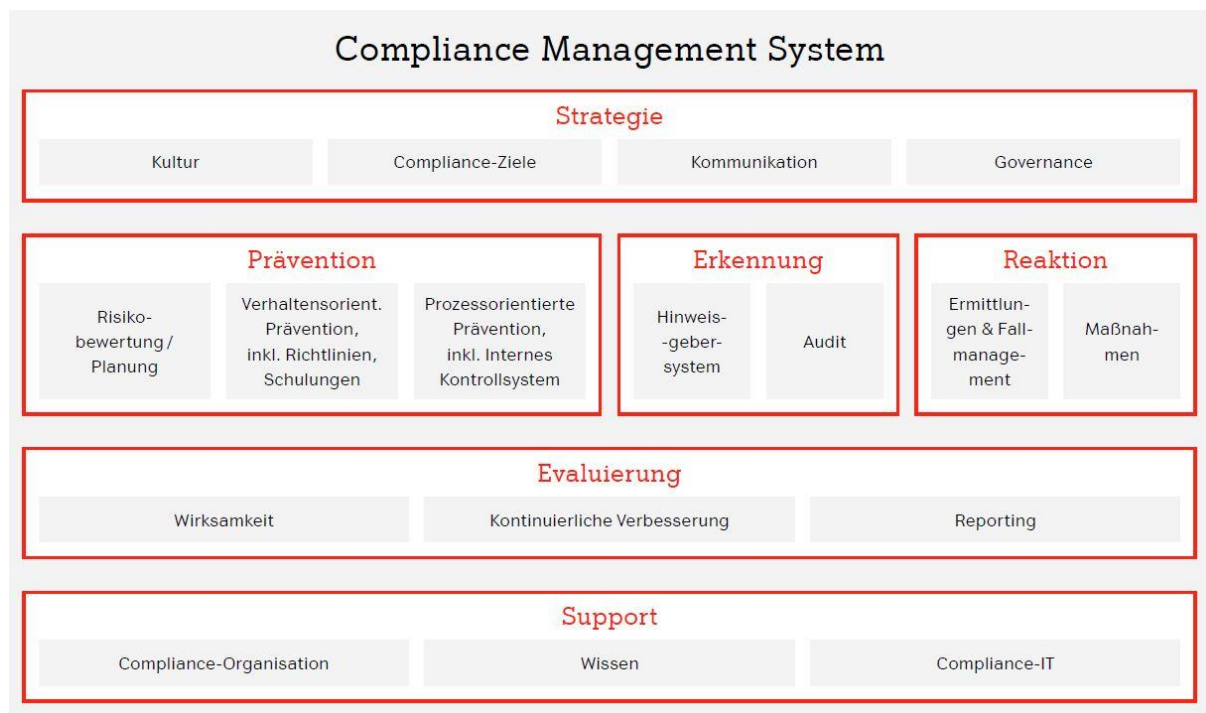 Compliance Management System
Strategie
Kultur
Compliance-Ziele
Kommunikation
Governance
Prävention
Risiko-
bewertung /
Planung
Verhaltensorient.
Prävention,
inkl. Richtlinien,
Schulungen
Prozessorientierte
Prävention,
inkl. Internes
Kontrollsystem
Erkennung
Hinweis-
-geber-
system
Audit
Reaktion
Ermittlun-
gen & Fall-
manage-
ment
Maßnah-
men
Evaluierung
Wirksamkeit
Kontinuierliche Verbesserung
Reporting
Support
Compliance-Organisation
Wissen
Compliance-IT